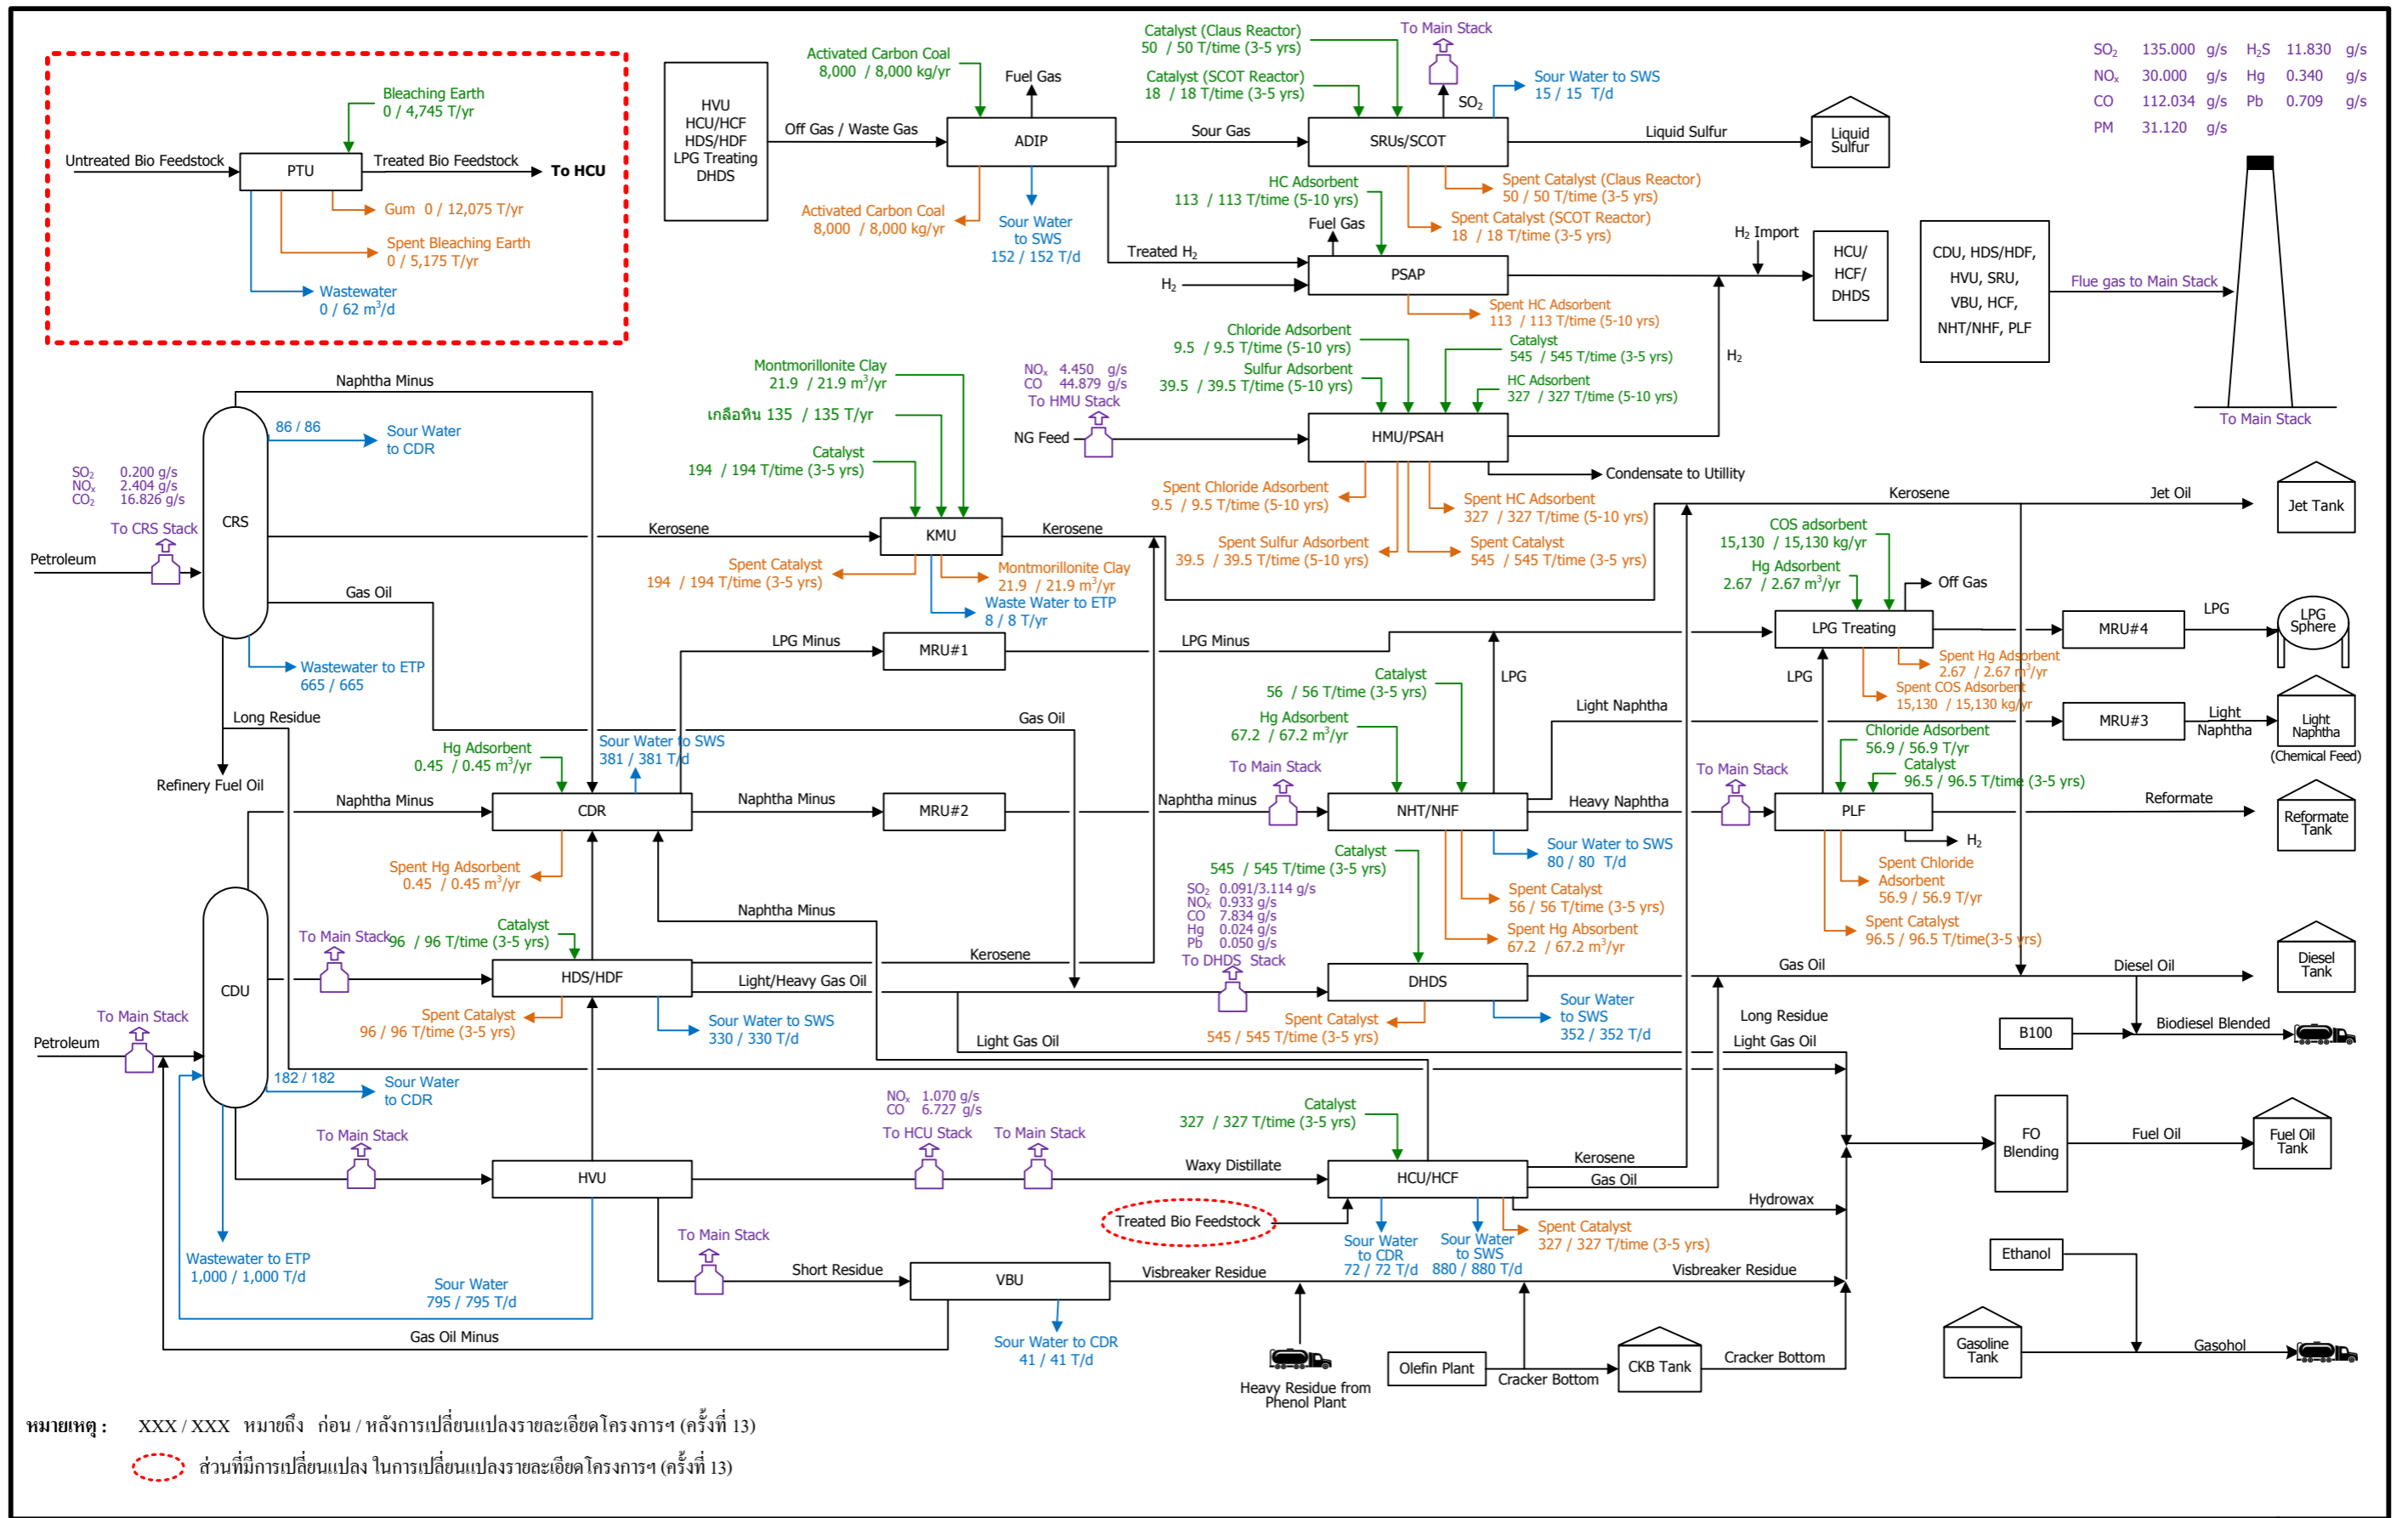 Bleaching Earth
0 / 4,745 T/yr
Untreated Bio Feedstock
PTU
Treated Bio Feedstock
To HCU
Gum 0 / 12,075 T/yr
Spent Bleaching Earth
0 / 5,175 T/yr
Wastewater
0 / 62 m³/d
HVU
HCU/HCF
HDS/HDF
LPG Treating
DHDS
Off Gas / Waste Gas
Activated Carbon Coal
8,000 / 8,000 kg/yr
Fuel Gas
ADIP
Activated Carbon Coal
8,000 / 8,000 kg/yr
Sour Water
to SWS
152 / 152 T/d
Sour Gas
Catalyst (Claus Reactor)
50 / 50 T/time (3-5 yrs)
Catalyst (SCOT Reactor)
18 / 18 T/time (3-5 yrs)
To Main Stack
SO₂
Sour Water to SWS
15 / 15 T/d
SRUs/SCOT
Liquid Sulfur
Liquid
Sulfur
Spent Catalyst (Claus Reactor)
50 / 50 T/time (3-5 yrs)
Spent Catalyst (SCOT Reactor)
18 / 18 T/time (3-5 yrs)
HC Adsorbent
113 / 113 T/time (5-10 yrs)
Fuel Gas
Treated H₂
H₂
PSAP
Spent HC Adsorbent
113 / 113 T/time (5-10 yrs)
H₂ Import
HCU/
HCF/
DHDS
H₂
SO₂ 135.000 g/s H₂S 11.830 g/s
NOₓ 30.000 g/s Hg 0.340 g/s
CO 112.034 g/s Pb 0.709 g/s
PM 31.120 g/s
CDU, HDS/HDF,
HVU, SRU,
VBU, HCF,
NHT/NHF, PLF
Flue gas to Main Stack
To Main Stack
Chloride Adsorbent
9.5 / 9.5 T/time (5-10 yrs)
Sulfur Adsorbent
39.5 / 39.5 T/time (5-10 yrs)
Catalyst
545 / 545 T/time (3-5 yrs)
HC Adsorbent
327 / 327 T/time (5-10 yrs)
NOₓ 4.450 g/s
CO 44.879 g/s
To HMU Stack
NG Feed
HMU/PSAH
Condensate to Utility
Spent Chloride Adsorbent
9.5 / 9.5 T/time (5-10 yrs)
Spent HC Adsorbent
327 / 327 T/time (5-10 yrs)
Spent Sulfur Adsorbent
39.5 / 39.5 T/time (5-10 yrs)
Spent Catalyst
545 / 545 T/time (3-5 yrs)
Naphtha Minus
86 / 86
Sour Water
to CDR
SO₂ 0.200 g/s
NOₓ 2.404 g/s
CO₂ 16.826 g/s
To CRS Stack
Petroleum
CRS
Kerosene
Gas Oil
Wastewater to ETP
665 / 665
Long Residue
Refinery Fuel Oil
Montmorillonite Clay
21.9 / 21.9 m³/yr
เกลือหิน 135 / 135 T/yr
Catalyst
194 / 194 T/time (3-5 yrs)
KMU
Kerosene
Spent Catalyst
194 / 194 T/time (3-5 yrs)
Montmorillonite Clay
21.9 / 21.9 m³/yr
Waste Water to ETP
8 / 8 T/yr
Kerosene
Jet Oil
Jet Tank
LPG Minus
MRU#1
LPG Minus
COS adsorbent
15,130 / 15,130 kg/yr
Hg Adsorbent
2.67 / 2.67 m³/yr
Off Gas
LPG Treating
MRU#4
LPG
LPG
Sphere
Spent Hg Adsorbent
2.67 / 2.67 m³/yr
Spent COS Adsorbent
15,130 / 15,130 kg/yr
LPG
LPG
Light Naphtha
MRU#3
Light
Naphtha
Light
Naphtha
(Chemical Feed)
Gas Oil
Hg Adsorbent
0.45 / 0.45 m³/yr
Sour Water to SWS
381 / 381 T/d
Naphtha Minus
CDR
Naphtha Minus
MRU#2
Spent Hg Adsorbent
0.45 / 0.45 m³/yr
Catalyst
56 / 56 T/time (3-5 yrs)
Hg Adsorbent
67.2 / 67.2 m³/yr
To Main Stack
Naphtha minus
NHT/NHF
Heavy Naphtha
Sour Water to SWS
80 / 80 T/d
Spent Catalyst
56 / 56 T/time (3-5 yrs)
Spent Hg Absorbent
67.2 / 67.2 m³/yr
To Main Stack
Chloride Adsorbent
56.9 / 56.9 T/yr
Catalyst
96.5 / 96.5 T/time (3-5 yrs)
PLF
Reformate
Reformate
Tank
H₂
Spent Chloride
Adsorbent
56.9 / 56.9 T/yr
Spent Catalyst
96.5 / 96.5 T/time(3-5 yrs)
CDU
Petroleum
To Main Stack
To Main Stack
Catalyst
96 / 96 T/time (3-5 yrs)
HDS/HDF
Spent Catalyst
96 / 96 T/time (3-5 yrs)
Sour Water to SWS
330 / 330 T/d
Naphtha Minus
Kerosene
Light/Heavy Gas Oil
Light Gas Oil
Catalyst
545 / 545 T/time (3-5 yrs)
SO₂ 0.091/3.114 g/s
NOₓ 0.933 g/s
CO 7.834 g/s
Hg 0.024 g/s
Pb 0.050 g/s
To DHDS Stack
DHDS
Spent Catalyst
545 / 545 T/time (3-5 yrs)
Sour Water
to SWS
352 / 352 T/d
Gas Oil
Diesel Oil
Diesel
Tank
B100
Biodiesel Blended
Long Residue
Light Gas Oil
182 / 182
Sour Water
to CDR
To Main Stack
HVU
Wastewater to ETP
1,000 / 1,000 T/d
Sour Water
795 / 795 T/d
Gas Oil Minus
NOₓ 1.070 g/s
CO 6.727 g/s
To HCU Stack
To Main Stack
Waxy Distillate
Catalyst
327 / 327 T/time (3-5 yrs)
HCU/HCF
Kerosene
Gas Oil
Hydrowax
Treated Bio Feedstock
Sour Water
to CDR
72 / 72 T/d
Sour Water
to SWS
880 / 880 T/d
Spent Catalyst
327 / 327 T/time (3-5 yrs)
FO
Blending
Fuel Oil
Fuel Oil
Tank
To Main Stack
Short Residue
VBU
Visbreaker Residue
Visbreaker Residue
Sour Water to CDR
41 / 41 T/d
Heavy Residue from
Phenol Plant
Olefin Plant
Cracker Bottom
CKB Tank
Cracker Bottom
Ethanol
Gasoline
Tank
Gasohol
หมายเหตุ : XXX / XXX หมายถึง ก่อน / หลังการเปลี่ยนแปลงรายละเอียดโครงการฯ (ครั้งที่ 13)
ส่วนที่มีการเปลี่ยนแปลง ในการเปลี่ยนแปลงรายละเอียดโครงการฯ (ครั้งที่ 13)